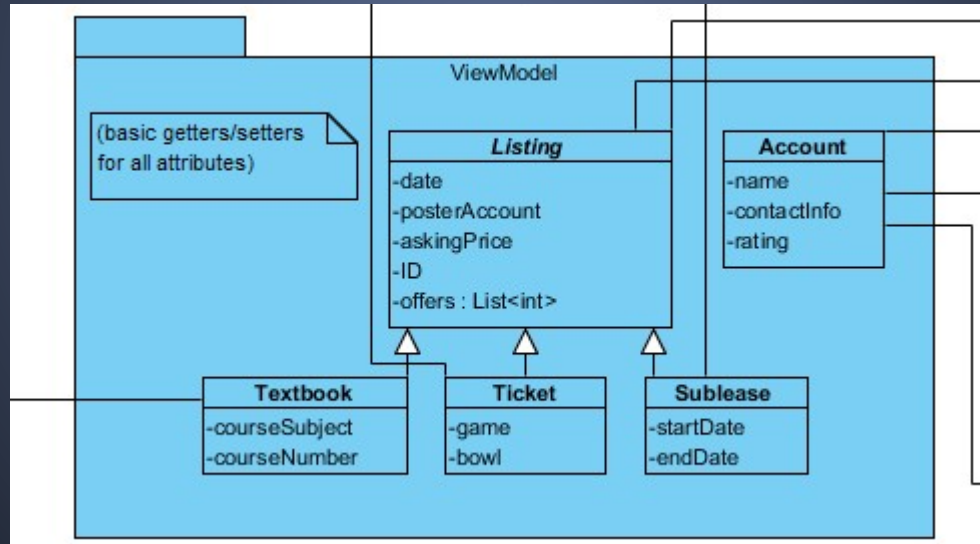 ViewModel
(basic getters/setters
for all attributes)
Listing
-date
-posterAccount
-askingPrice
-ID
-offers : List<int>
Account
-name
-contactInfo
-rating
Textbook
-courseSubject
-courseNumber
Ticket
-game
-bowl
Sublease
-startDate
-endDate